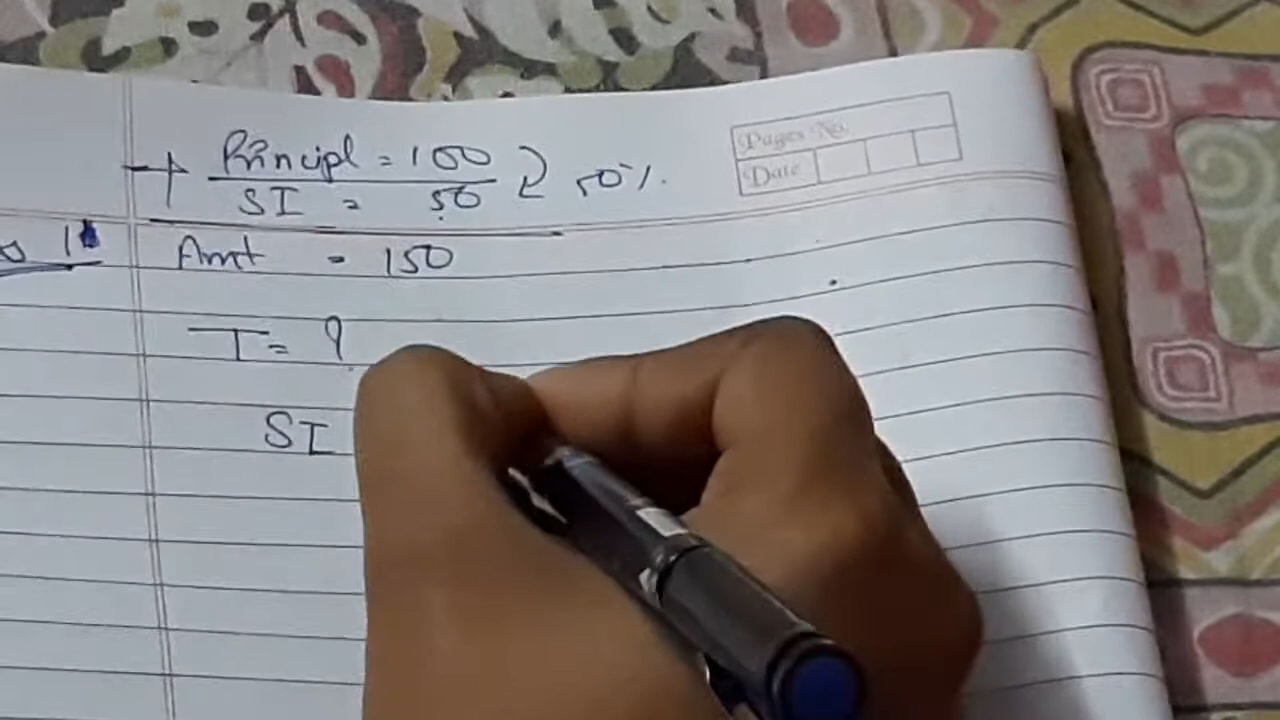 Pages No.
Date
→ Principl = 100
SI = 50 50%.
Amt = 150
T = ?
SI